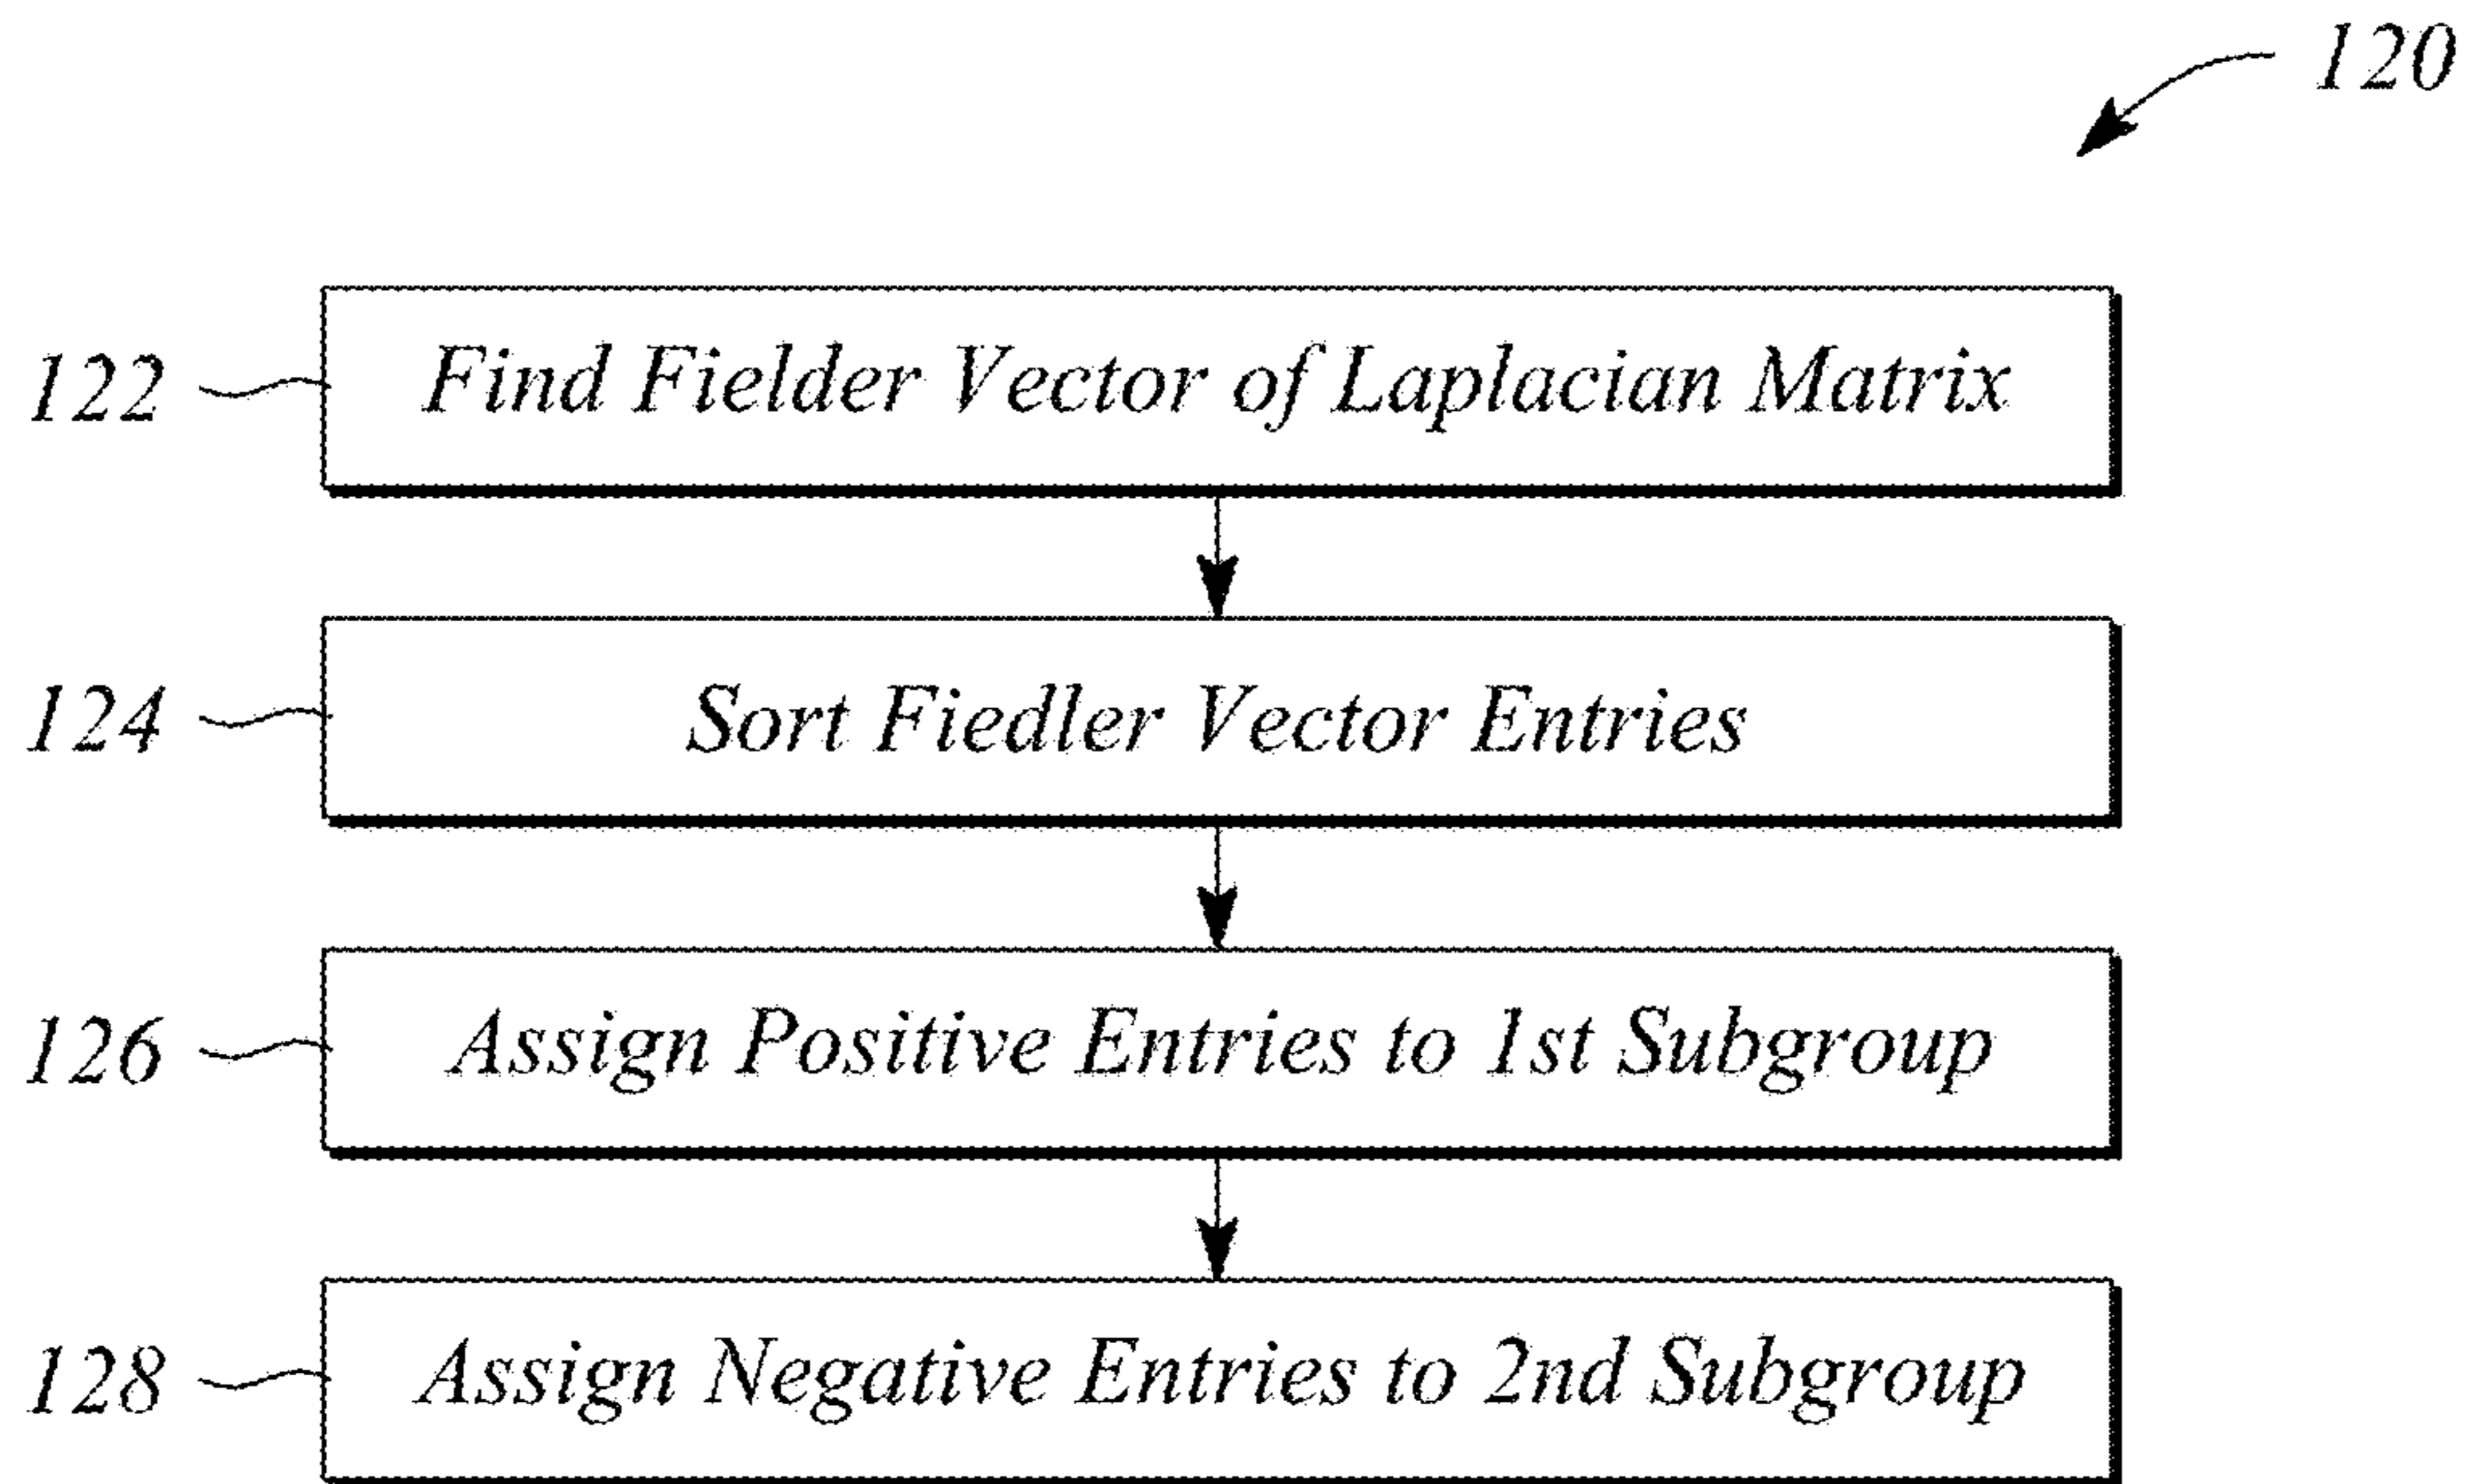 120
122 Find Fielder Vector of Laplacian Matrix
124 Sort Fiedler Vector Entries
126 Assign Positive Entries to 1st Subgroup
128 Assign Negative Entries to 2nd Subgroup